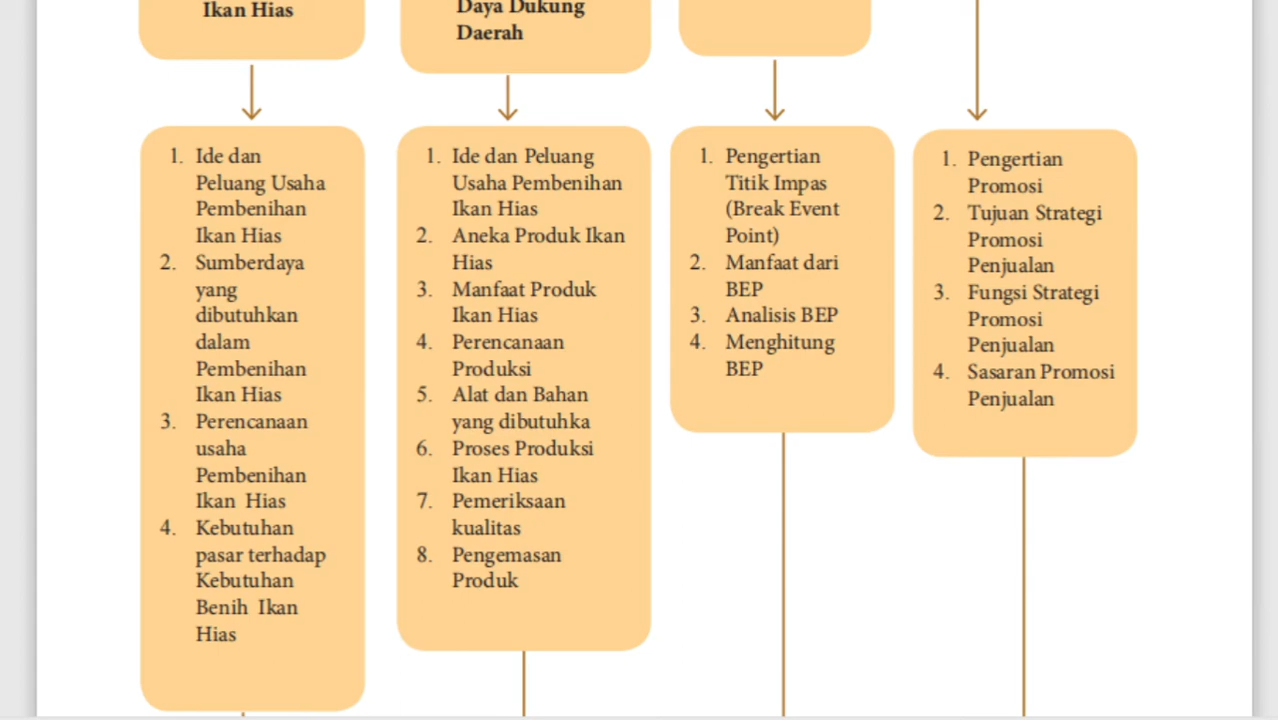 Ikan Hias
Daya Dukung
Daerah
1. Ide dan
Peluang Usaha
Pembenihan
Ikan Hias
2. Sumberdaya
yang
dibutuhkan
dalam
Pembenihan
Ikan Hias
3. Perencanaan
usaha
Pembenihan
Ikan Hias
4. Kebutuhan
pasar terhadap
Kebutuhan
Benih Ikan
Hias
1. Ide dan Peluang
Usaha Pembenihan
Ikan Hias
2. Aneka Produk Ikan
Hias
3. Manfaat Produk
Ikan Hias
4. Perencanaan
Produksi
5. Alat dan Bahan
yang dibutuhka
6. Proses Produksi
Ikan Hias
7. Pemeriksaan
kualitas
8. Pengemasan
Produk
1. Pengertian
Titik Impas
(Break Event
Point)
2. Manfaat dari
BEP
3. Analisis BEP
4. Menghitung
BEP
1. Pengertian
Promosi
2. Tujuan Strategi
Promosi
Penjualan
3. Fungsi Strategi
Promosi
Penjualan
4. Sasaran Promosi
Penjualan